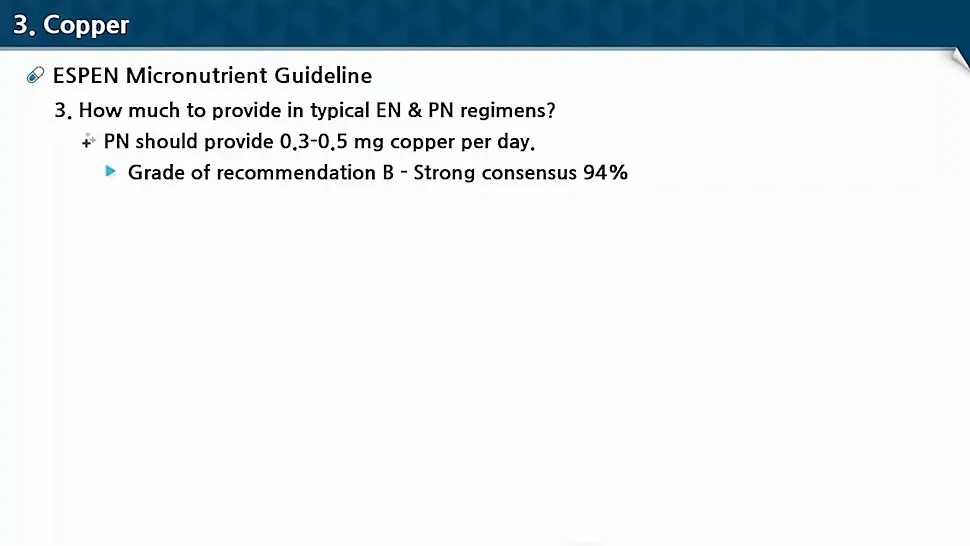 3. Copper
ESPEN Micronutrient Guideline
3. How much to provide in typical EN & PN regimens?
PN should provide 0.3-0.5 mg copper per day.
Grade of recommendation B - Strong consensus 94%